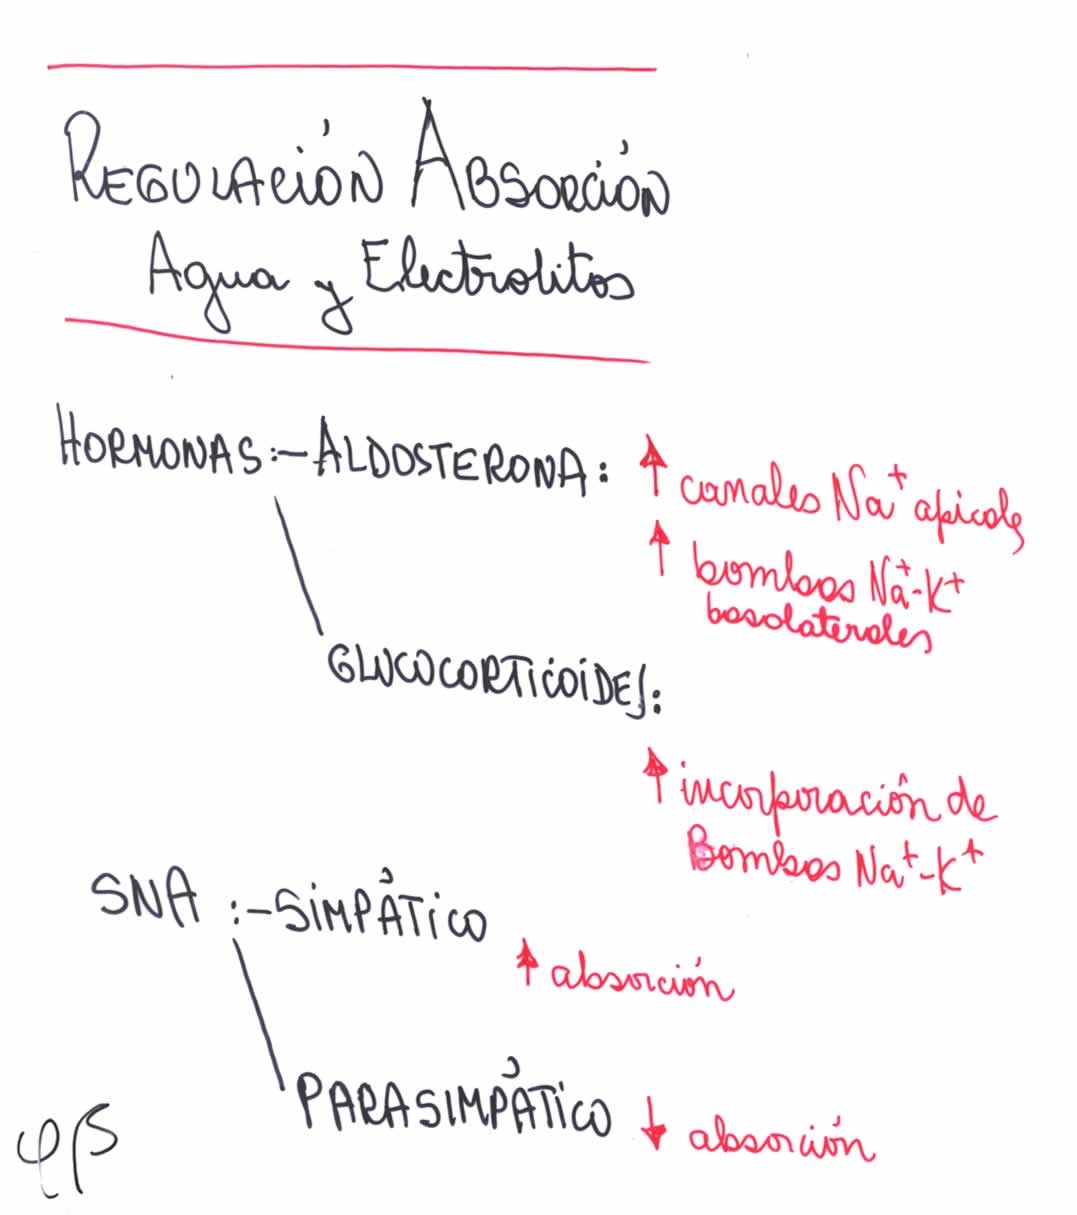 REGULACIÓN ABSORCIÓN
Agua y Electrolitos
HORMONAS:-ALDOSTERONA: ↑ canales Na⁺ apicales
↑ bombas Na⁺-K⁺
basolaterales
GLUCOCORTICOIDES:
↑ incorporación de
Bombas Na⁺-K⁺
SNA :-SIMPÁTICO
↑ absorción
PARASIMPÁTICO ↓ absorción